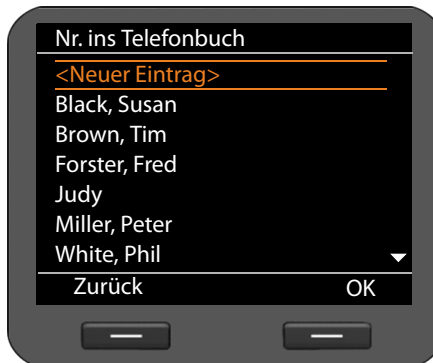 Nr. ins Telefonbuch
<Neuer Eintrag>
Black, Susan
Brown, Tim
Forster, Fred
Judy
Miller, Peter
White, Phil
Zurück OK